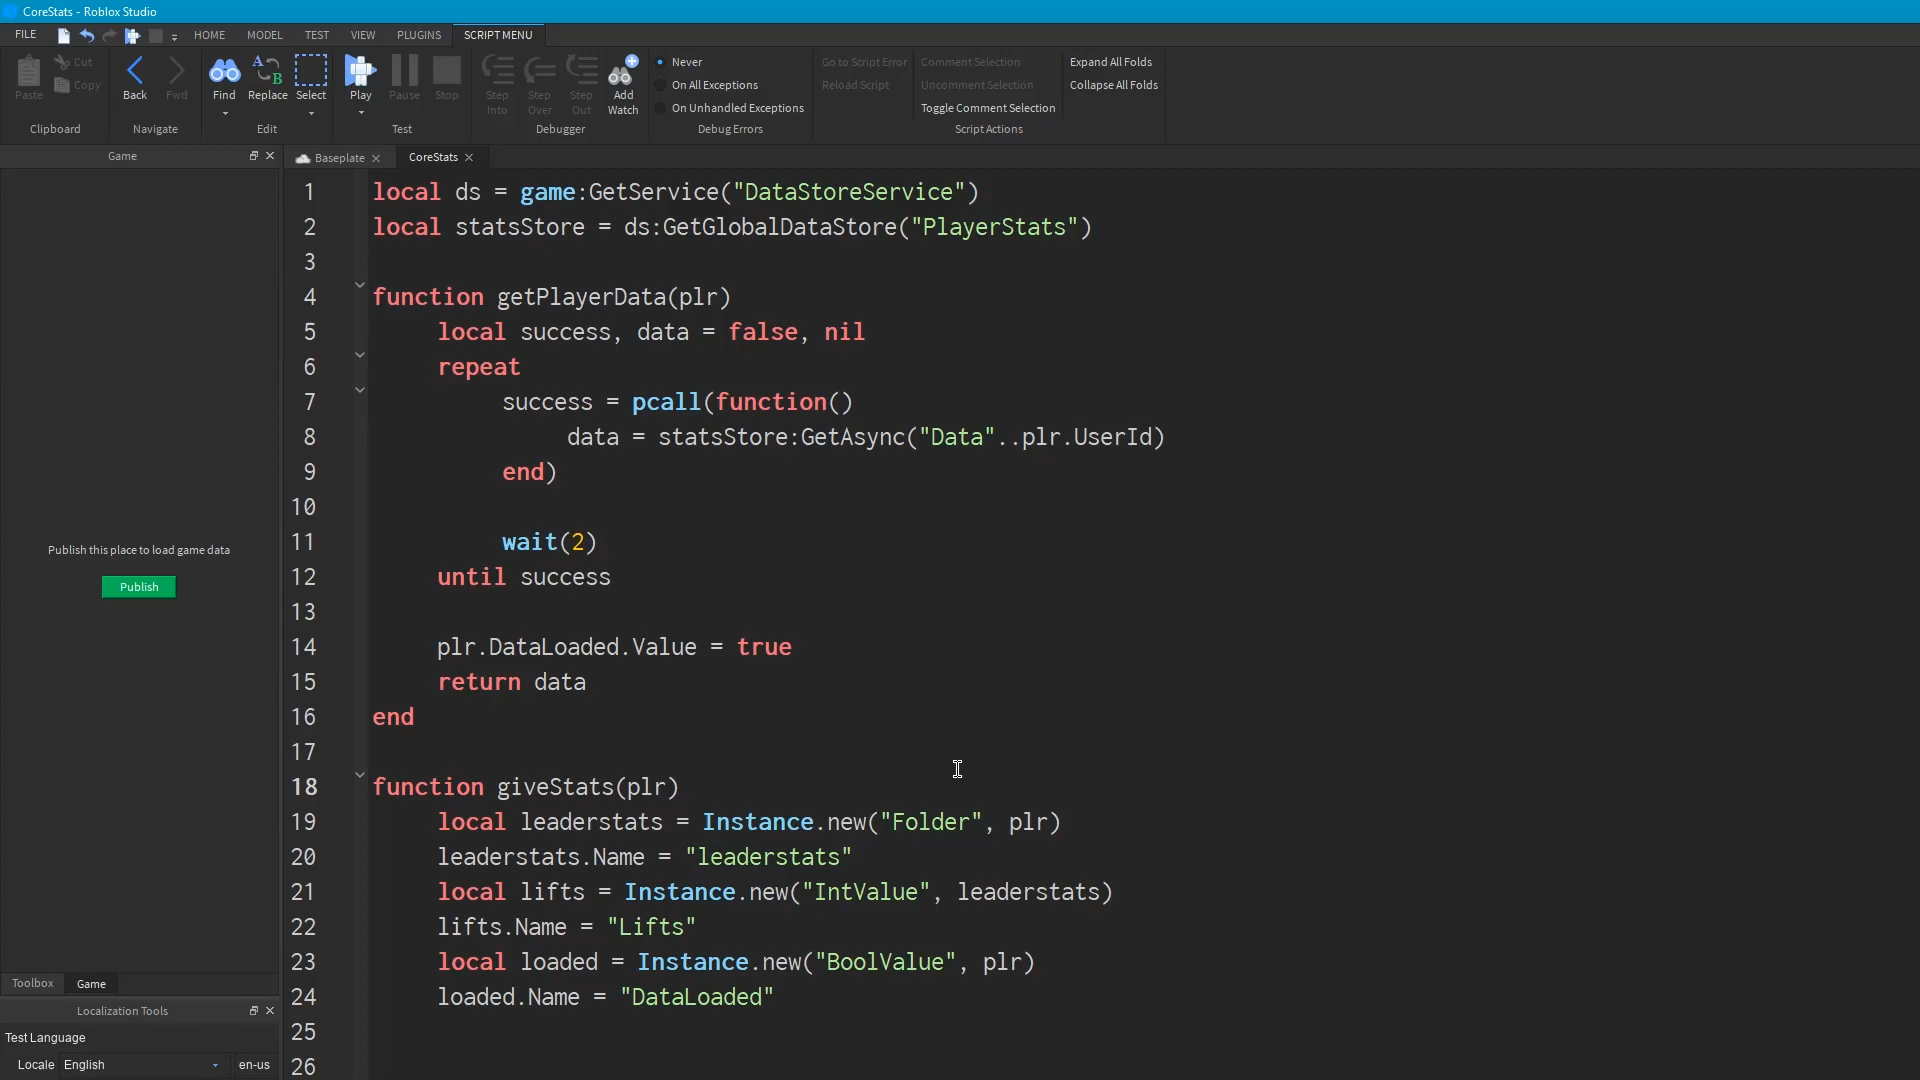 CoreStats - Roblox Studio
FILE HOME MODEL TEST VIEW PLUGINS SCRIPT MENU
Paste Cut Copy
Clipboard
Back Fwd
Navigate
Find Replace Select
Edit
Play Pause Stop
Test
Step Into Step Over Step Out Add Watch
Debugger
Never
On All Exceptions
On Unhandled Exceptions
Debug Errors
Go to Script Error
Reload Script
Comment Selection
Uncomment Selection
Toggle Comment Selection
Expand All Folds
Collapse All Folds
Script Actions
Game
Publish this place to load game data
Publish
Toolbox Game
Localization Tools
Test Language
Locale English en-us
Baseplate CoreStats
1 local ds = game:GetService("DataStoreService")
2 local statsStore = ds:GetGlobalDataStore("PlayerStats")
3
4 function getPlayerData(plr)
5 local success, data = false, nil
6 repeat
7 success = pcall(function()
8 data = statsStore:GetAsync("Data"..plr.UserId)
9 end)
10
11 wait(2)
12 until success
13
14 plr.DataLoaded.Value = true
15 return data
16 end
17
18 function giveStats(plr)
19 local leaderstats = Instance.new("Folder", plr)
20 leaderstats.Name = "leaderstats"
21 local lifts = Instance.new("IntValue", leaderstats)
22 lifts.Name = "Lifts"
23 local loaded = Instance.new("BoolValue", plr)
24 loaded.Name = "DataLoaded"
25
26